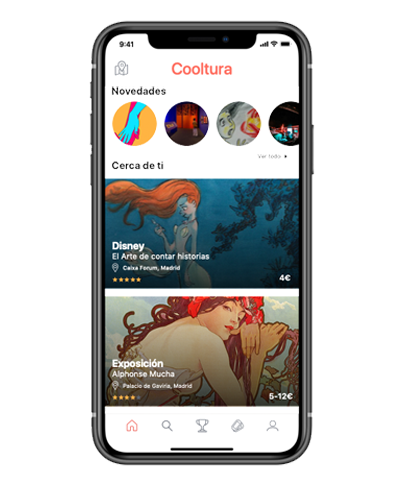 9:41
Cooltura
Novedades
Ver todo
Cerca de ti
Disney
El Arte de contar historias
Caixa Forum, Madrid
4€
Exposición
Alphonse Mucha
Palacio de Gaviria, Madrid
5-12€